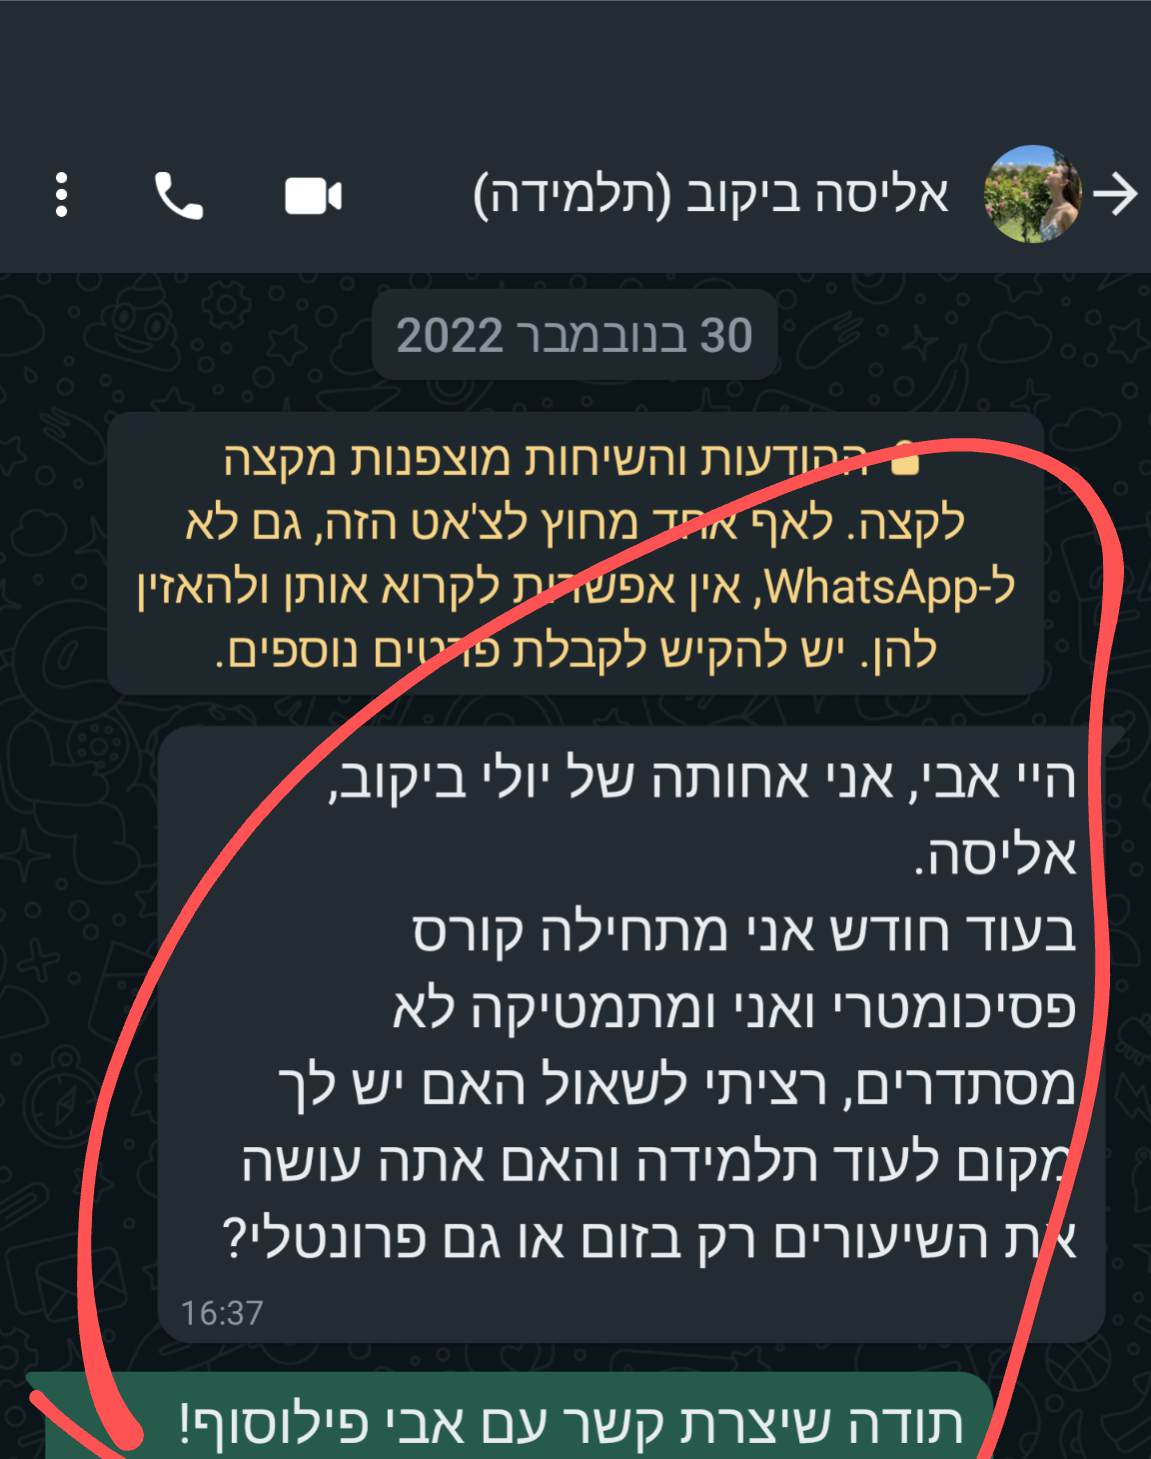 אליסה ביקוב (תלמידה)
30 בנובמבר 2022
ההודעות והשיחות מוצפנות מקצה
לקצה. לאף אחד מחוץ לצ'אט הזה, גם לא
ל-WhatsApp, אין אפשרות לקרוא אותן ולהאזין
להן. יש להקיש לקבלת פרטים נוספים.
היי אבי, אני אחותה של יולי ביקוב,
אליסה.
בעוד חודש אני מתחילה קורס
פסיכומטרי ואני ומתמטיקה לא
מסתדרים, רציתי לשאול האם יש לך
מקום לעוד תלמידה והאם אתה עושה
את השיעורים רק בזום או גם פרונטלי?
16:37
תודה שיצרת קשר עם אבי פילוסוף!